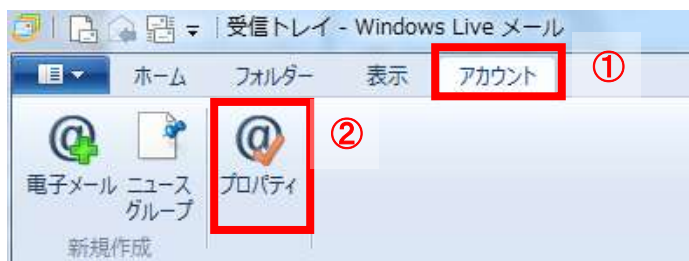 受信トレイ - Windows Live メール
ホーム フォルダー 表示 アカウント ①
②
電子メール ニュース グループ プロパティ
新規作成